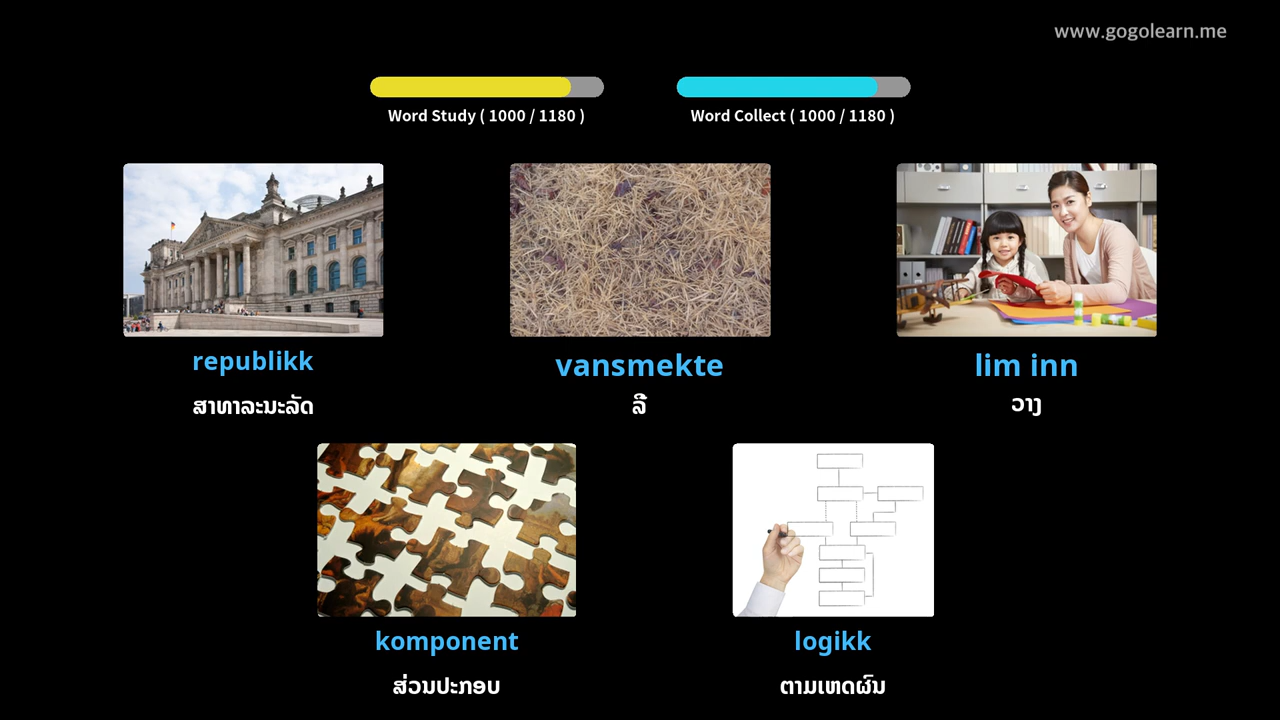 www.gogolearn.me
Word Study ( 1000 / 1180 )
Word Collect ( 1000 / 1180 )
republikk
vansmekte
lim inn
ສາທາລະນະລັດ
ລີ້
ວາງ
komponent
logikk
ສ່ວນປະກອບ
ຕາມເຫດຜົນ